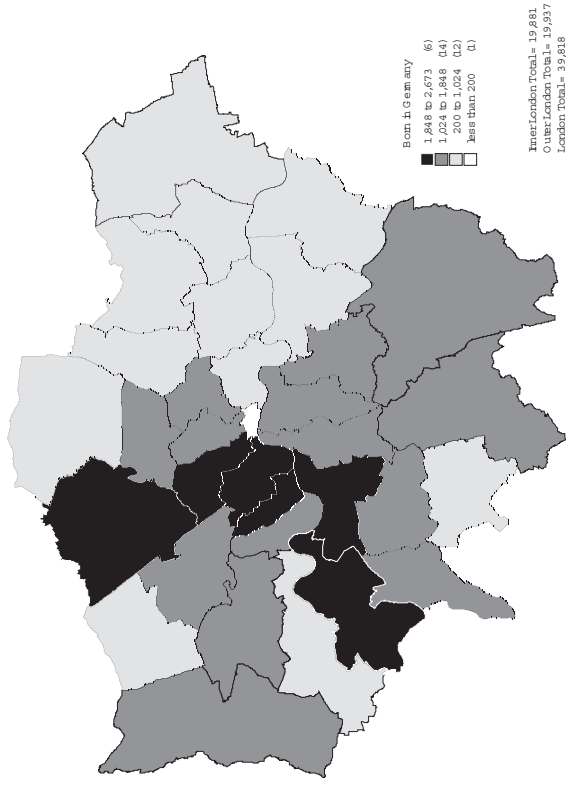 Born in Germany
1,848 to 2,673 (6)
1,024 to 1,848 (14)
200 to 1,024 (12)
less than 200 (1)
Inner London Total = 19,881
Outer London Total = 19,937
London Total = 39,818